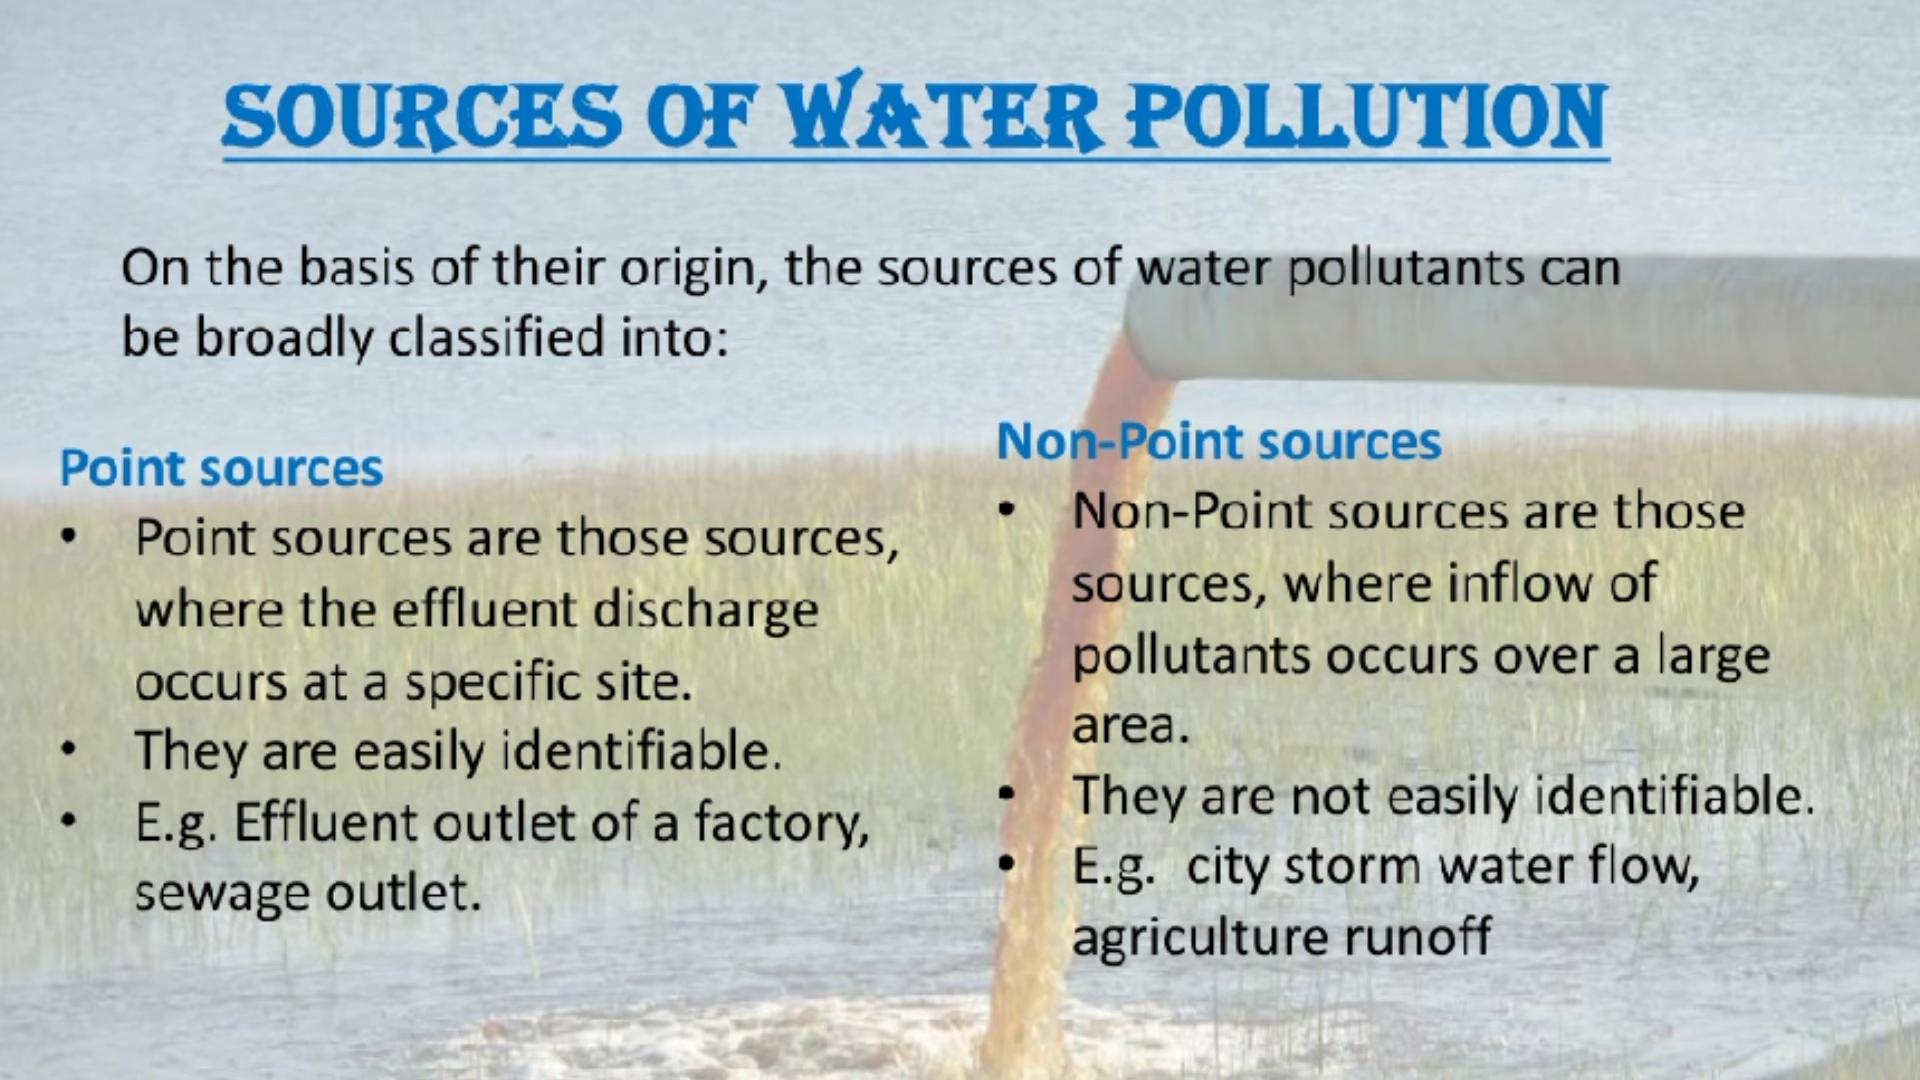 SOURCES OF WATER POLLUTION
On the basis of their origin, the sources of water pollutants can
be broadly classified into:
Point sources
• Point sources are those sources,
where the effluent discharge
occurs at a specific site.
• They are easily identifiable.
• E.g. Effluent outlet of a factory,
sewage outlet.
Non-Point sources
• Non-Point sources are those
sources, where inflow of
pollutants occurs over a large
area.
• They are not easily identifiable.
• E.g.  city storm water flow,
agriculture runoff